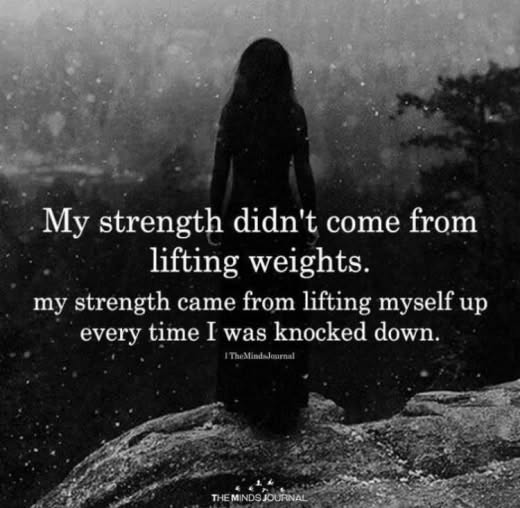 My strength didn't come from
lifting weights.
my strength came from lifting myself up
every time I was knocked down.
I TheMindsJournal
THE MINDS JOURNAL